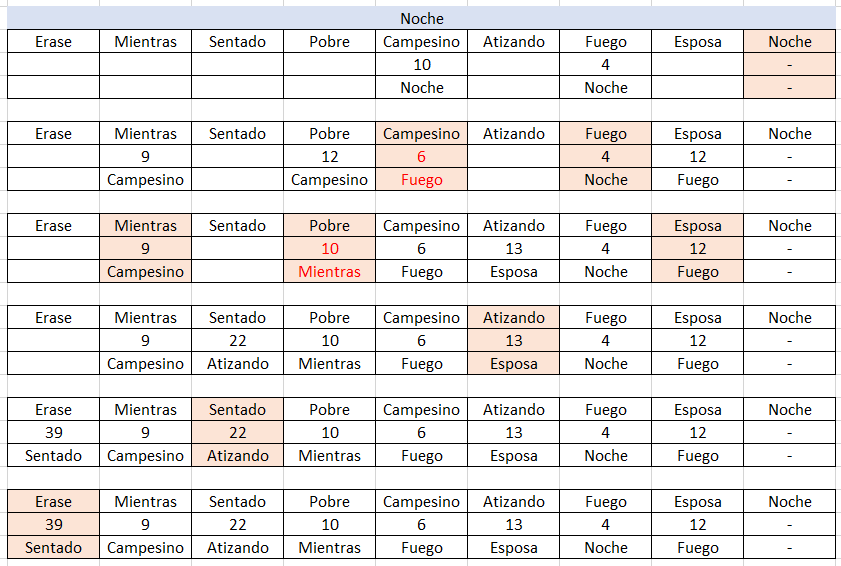 Noche
Erase Mientras Sentado Pobre Campesino Atizando Fuego Esposa Noche
10 4 -
Noche Noche -
Erase Mientras Sentado Pobre Campesino Atizando Fuego Esposa Noche
9 12 6 4 12 -
Campesino Campesino Fuego Noche Fuego -
Erase Mientras Sentado Pobre Campesino Atizando Fuego Esposa Noche
9 10 6 13 4 12 -
Campesino Mientras Fuego Esposa Noche Fuego -
Erase Mientras Sentado Pobre Campesino Atizando Fuego Esposa Noche
9 22 10 6 13 4 12 -
Campesino Atizando Mientras Fuego Esposa Noche Fuego -
Erase Mientras Sentado Pobre Campesino Atizando Fuego Esposa Noche
39 9 22 10 6 13 4 12 -
Sentado Campesino Atizando Mientras Fuego Esposa Noche Fuego -
Erase Mientras Sentado Pobre Campesino Atizando Fuego Esposa Noche
39 9 22 10 6 13 4 12 -
Sentado Campesino Atizando Mientras Fuego Esposa Noche Fuego -